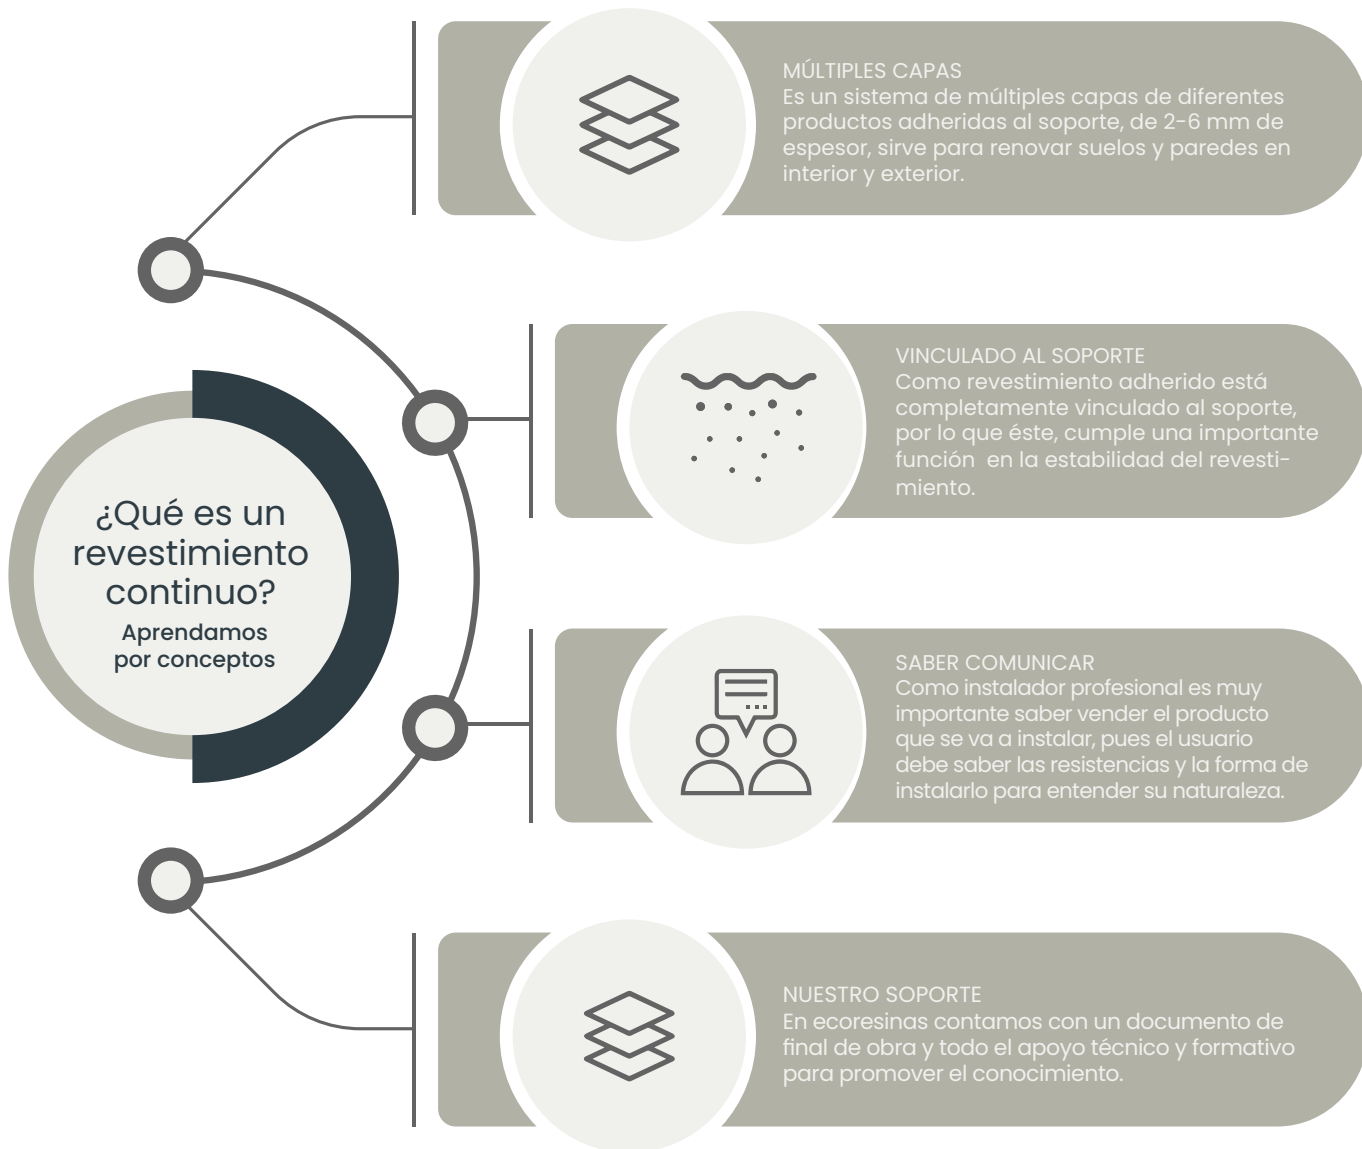 ¿Qué es un
revestimiento
continuo?
Aprendamos
por conceptos
MÚLTIPLES CAPAS
Es un sistema de múltiples capas de diferentes
productos adheridas al soporte, de 2-6 mm de
espesor, sirve para renovar suelos y paredes en
interior y exterior.
VINCULADO AL SOPORTE
Como revestimiento adherido está
completamente vinculado al soporte,
por lo que éste, cumple una importante
función  en la estabilidad del revesti-
miento.
SABER COMUNICAR
Como instalador profesional es muy
importante saber vender el producto
que se va a instalar, pues el usuario
debe saber las resistencias y la forma de
instalarlo para entender su naturaleza.
NUESTRO SOPORTE
En ecoresinas contamos con un documento de
final de obra y todo el apoyo técnico y formativo
para promover el conocimiento.